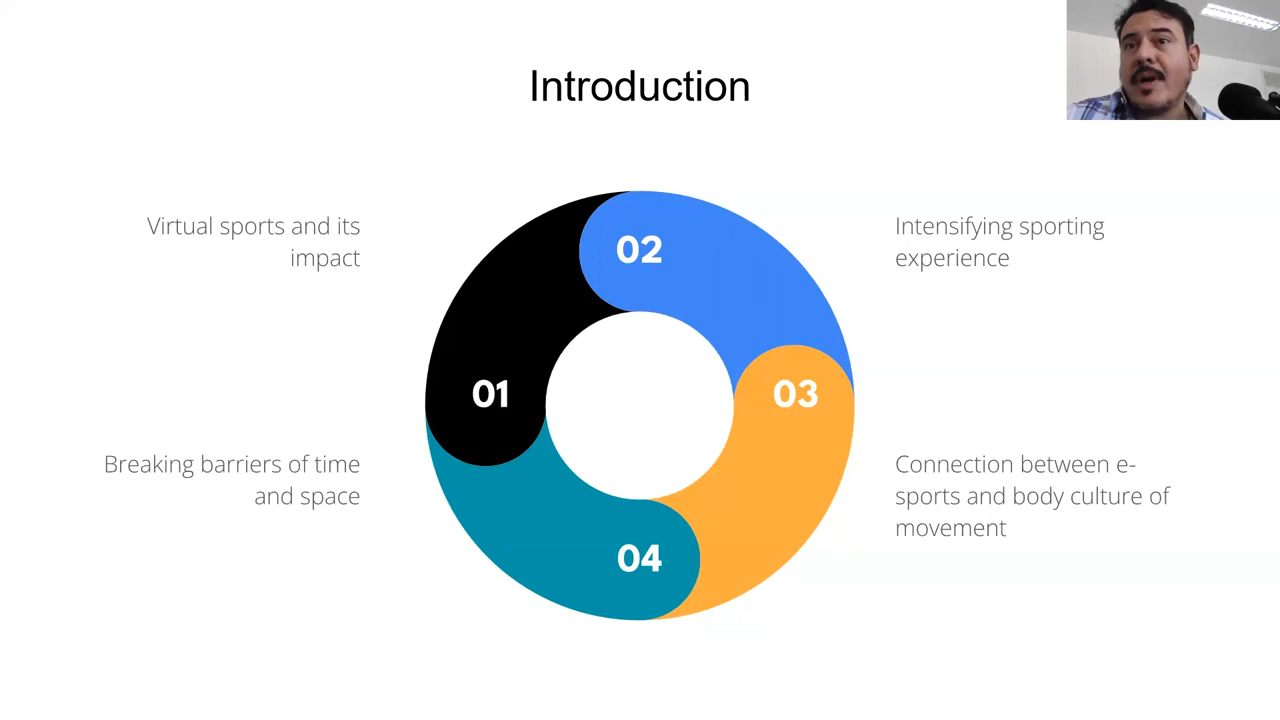 Introduction
Virtual sports and its
impact
01
02
Intensifying sporting
experience
03
Connection between e-
sports and body culture of
movement
04
Breaking barriers of time
and space